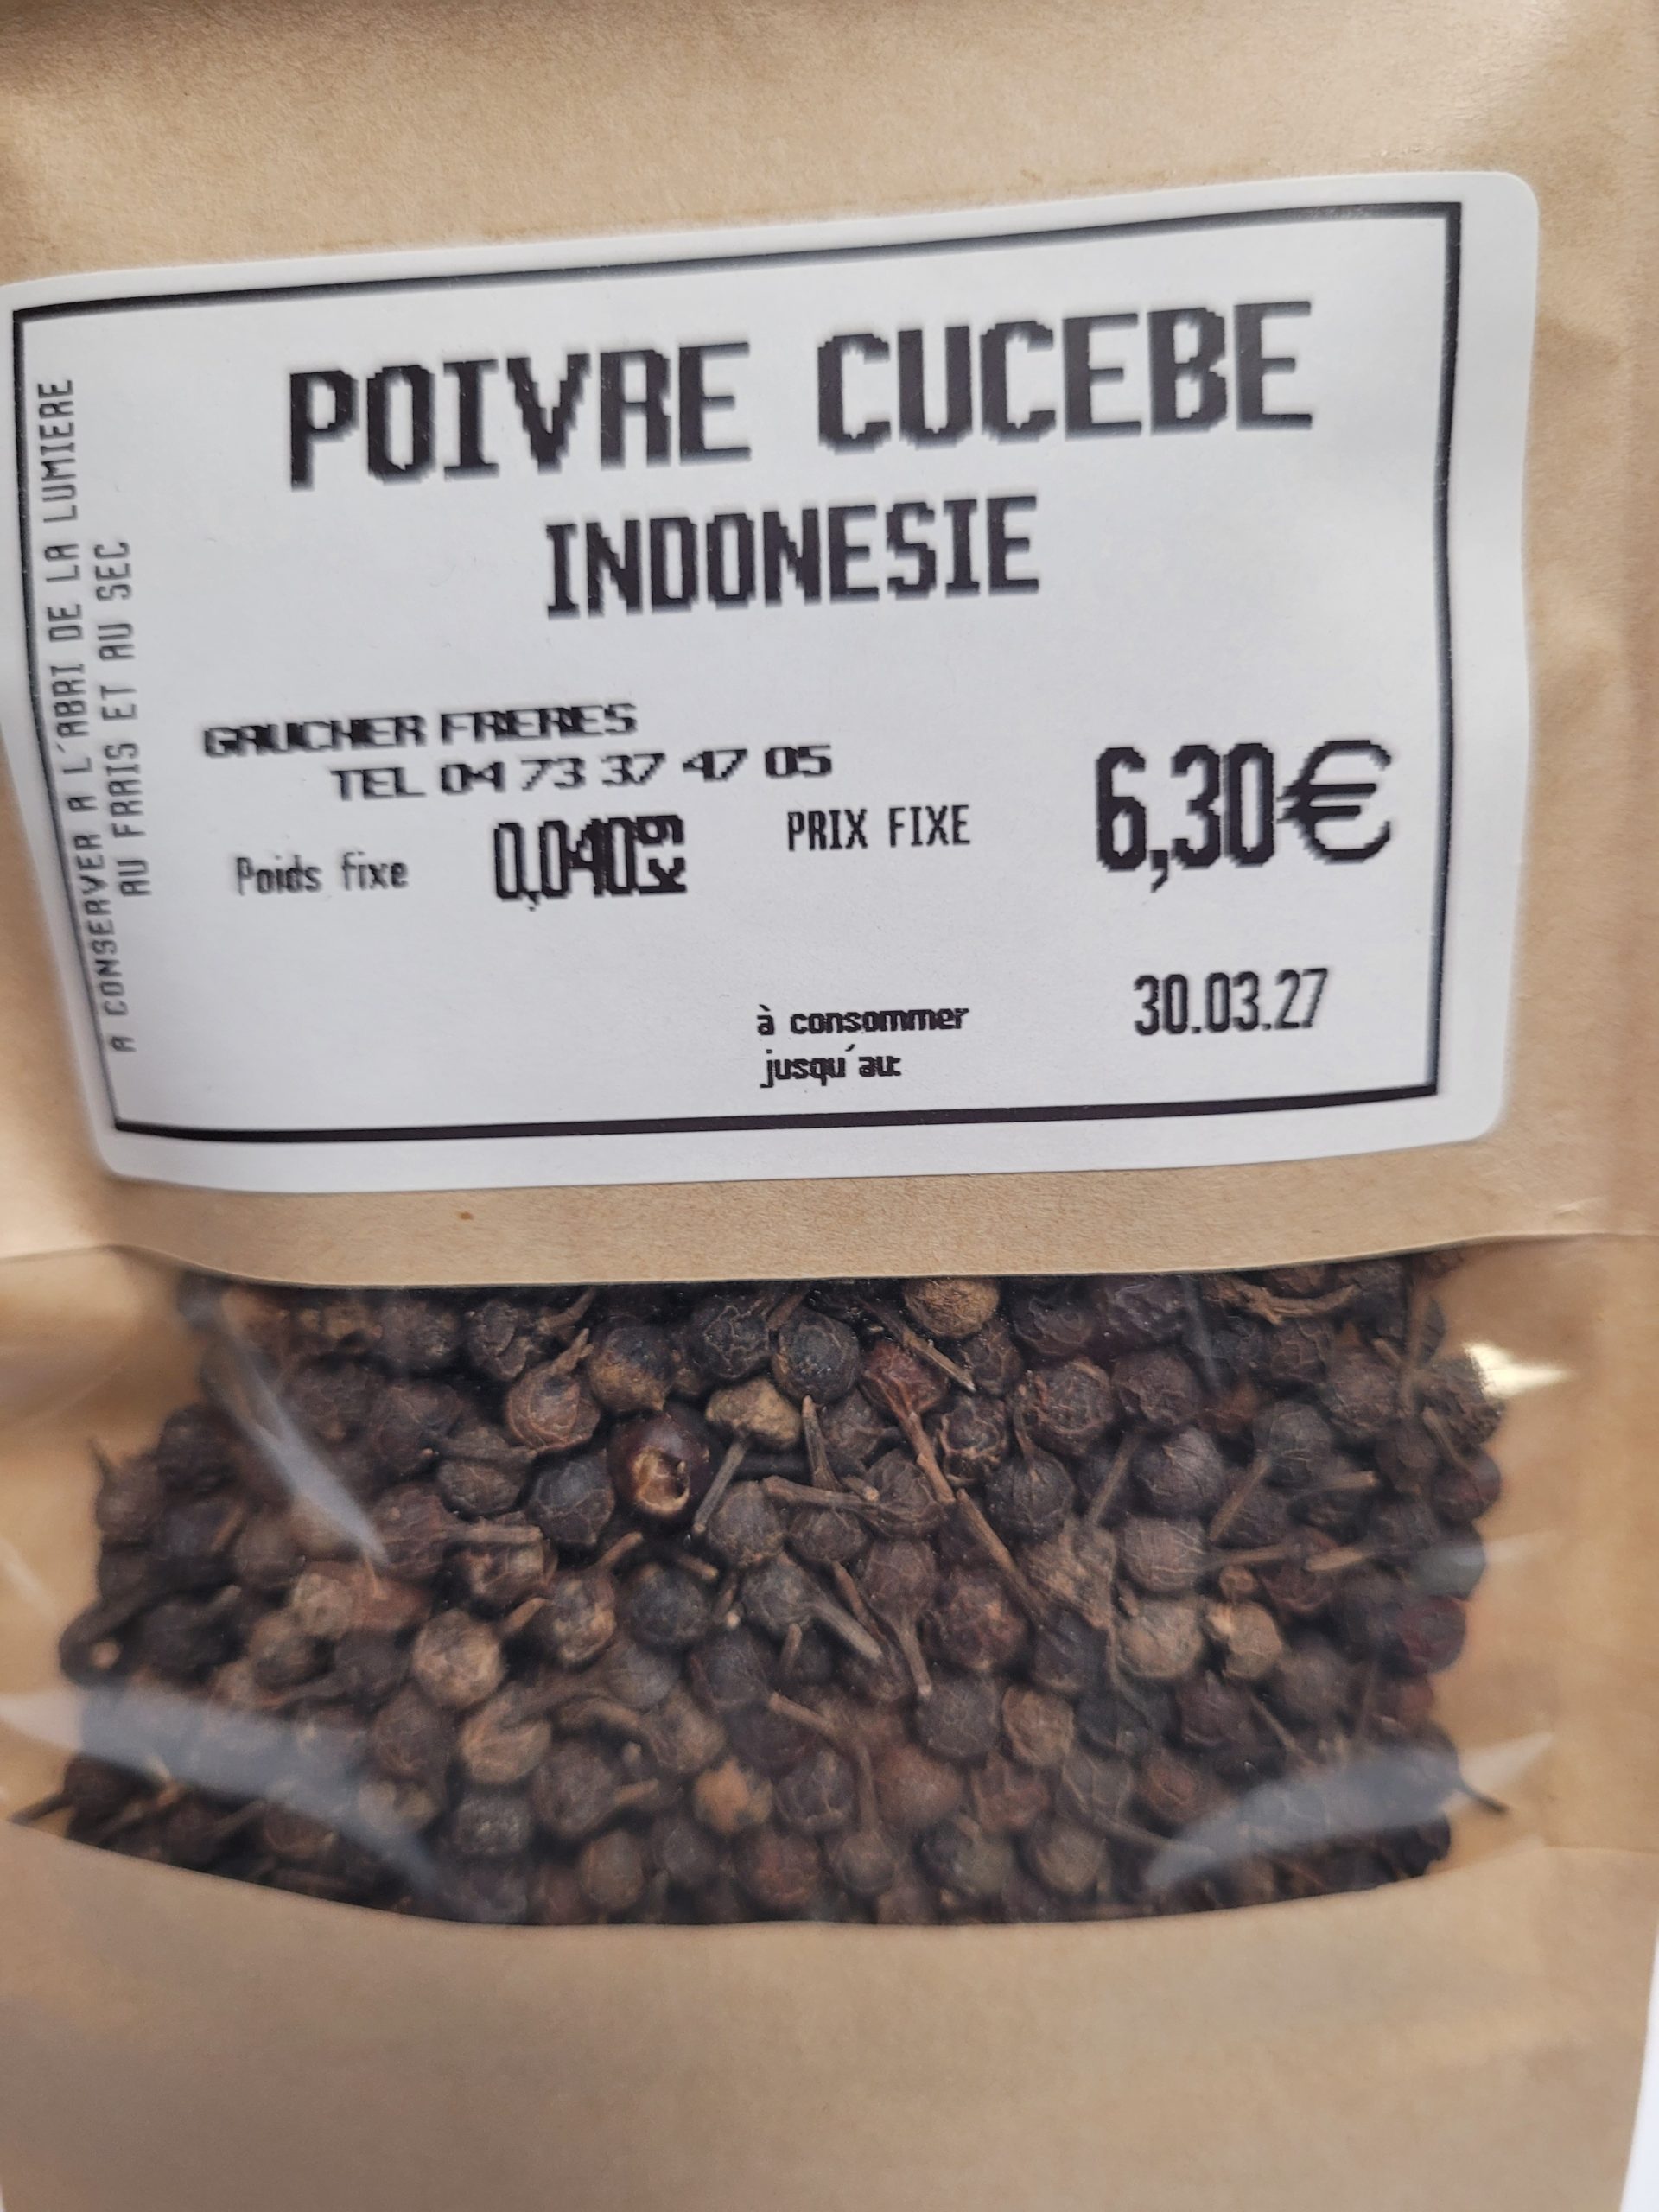 POIVRE CUCEBE
INDONESIE
GAUCHER FRERES
TEL 04 73 37 47 05
Poids fixe 0,040kg PRIX FIXE 6,30€
à consommer 30.03.27
jusqu'au:
A CONSERVER A L'ABRI DE LA LUMIERE
AU FRAIS ET AU SEC